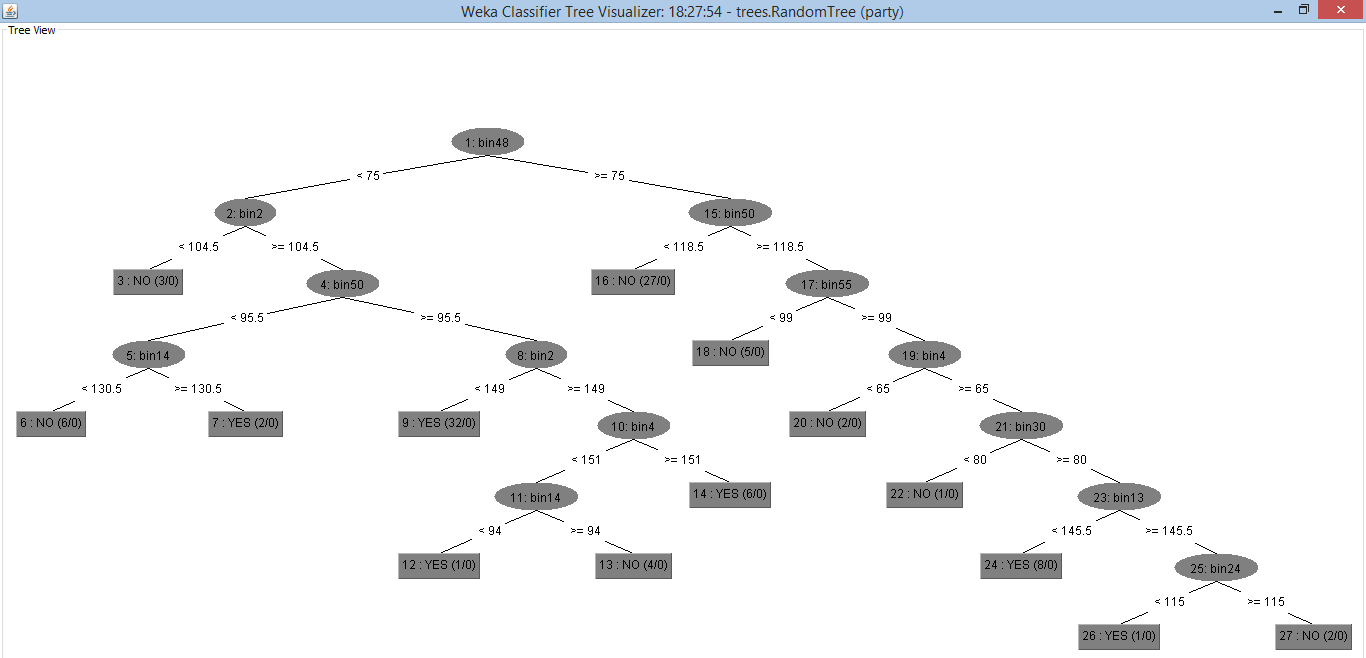 Weka Classifier Tree Visualizer: 18:27:54 - trees.RandomTree (party)
Tree View
1: bin48
< 75
>= 75
2: bin2
15: bin50
< 104.5
>= 104.5
< 118.5
>= 118.5
3 : NO (3/0)
4: bin50
16 : NO (27/0)
17: bin55
< 95.5
>= 95.5
< 99
>= 99
5: bin14
8: bin2
18 : NO (5/0)
19: bin4
< 130.5
>= 130.5
< 149
>= 149
< 65
>= 65
6 : NO (6/0)
7 : YES (2/0)
9 : YES (32/0)
10: bin4
20 : NO (2/0)
21: bin30
< 151
>= 151
< 80
>= 80
11: bin14
14 : YES (6/0)
22 : NO (1/0)
23: bin13
< 94
>= 94
< 145.5
>= 145.5
12 : YES (1/0)
13 : NO (4/0)
24 : YES (8/0)
25: bin24
< 115
>= 115
26 : YES (1/0)
27 : NO (2/0)